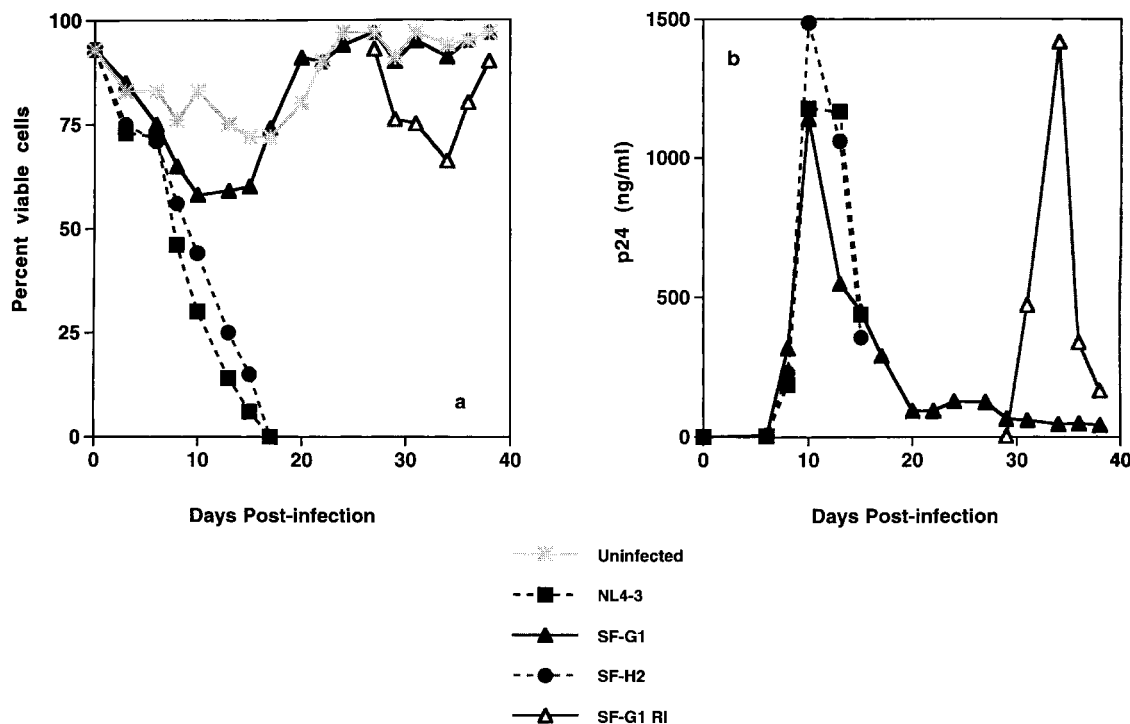 100
75
50
25
0
Percent viable cells
a
0
10
20
30
40
Days Post-infection
1500
1000
500
0
p24 (ng/ml)
b
0
10
20
30
40
Days Post-infection
Uninfected
NL4-3
SF-G1
SF-H2
SF-G1 RI